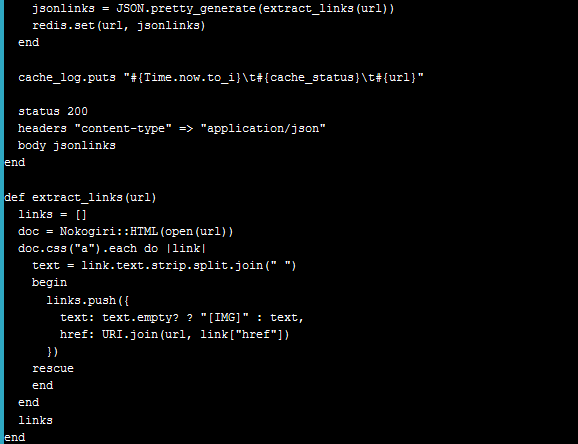 jsonlinks = JSON.pretty_generate(extract_links(url))
    redis.set(url, jsonlinks)
  end

  cache_log.puts "#{Time.now.to_i}\t#{cache_status}\t#{url}"

  status 200
  headers "content-type" => "application/json"
  body jsonlinks
end

def extract_links(url)
  links = []
  doc = Nokogiri::HTML(open(url))
  doc.css("a").each do |link|
    text = link.text.strip.split.join(" ")
    begin
      links.push({
        text: text.empty? ? "[IMG]" : text,
        href: URI.join(url, link["href"])
      })
    rescue
    end
  end
  links
end